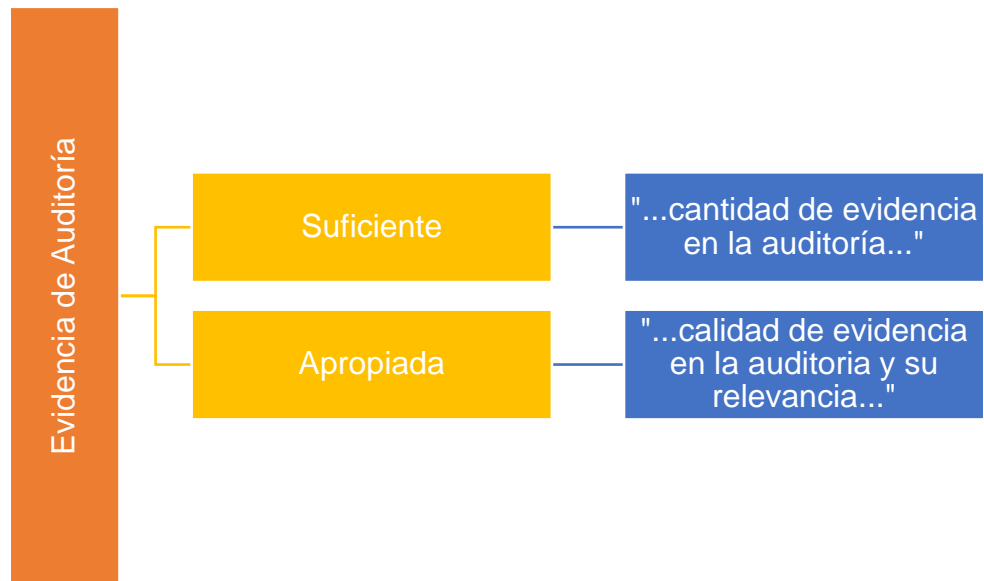 Evidencia de Auditoría
Suficiente
"...cantidad de evidencia
en la auditoría..."
Apropiada
"...calidad de evidencia
en la auditoria y su
relevancia..."